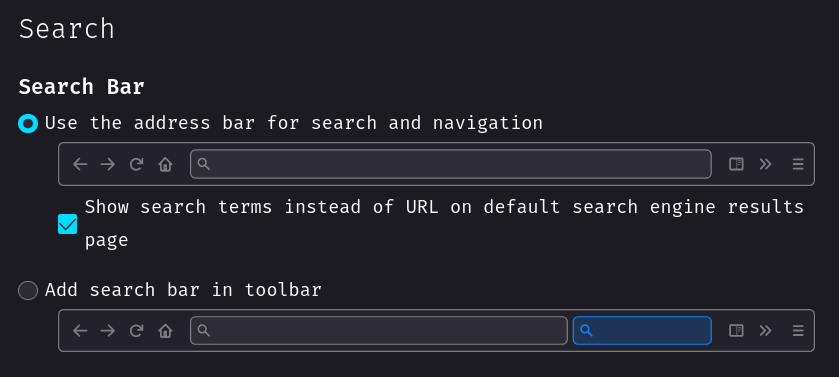 Search
Search Bar
Use the address bar for search and navigation
Show search terms instead of URL on default search engine results
page
Add search bar in toolbar